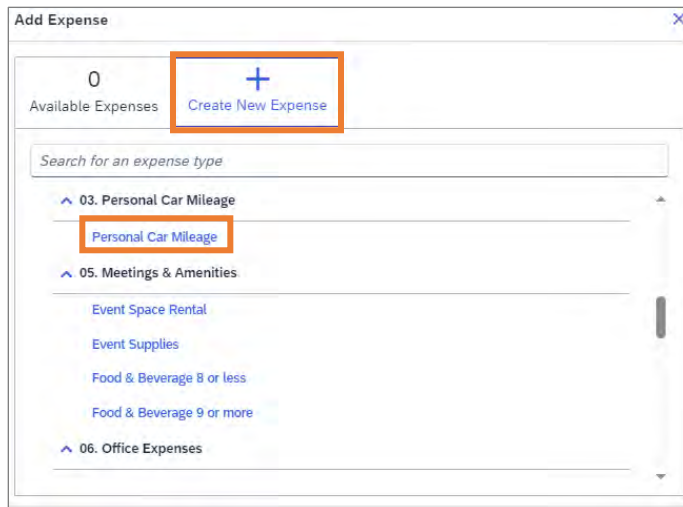 Add Expense
0
Available Expenses
Create New Expense
Search for an expense type
03. Personal Car Mileage
Personal Car Mileage
05. Meetings & Amenities
Event Space Rental
Event Supplies
Food & Beverage 8 or less
Food & Beverage 9 or more
06. Office Expenses